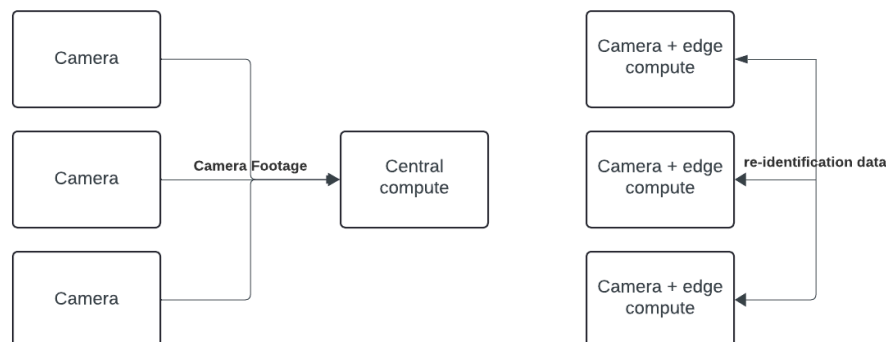 Camera
Camera
Camera Footage
Camera
Central
compute
Camera + edge
compute
Camera + edge
compute
re-identification data
Camera + edge
compute